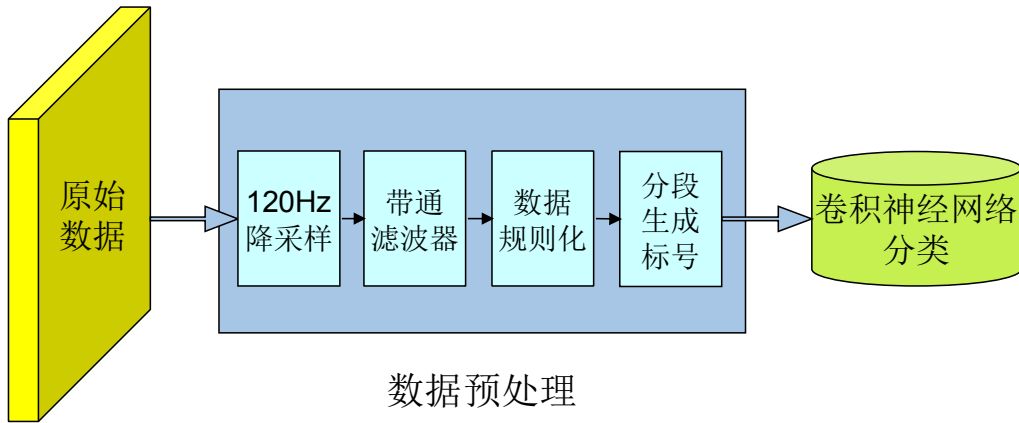 原始
数据
120Hz
降采样
带通
滤波器
数据
规则化
分段
生成
标号
卷积神经网络
分类
数据预处理